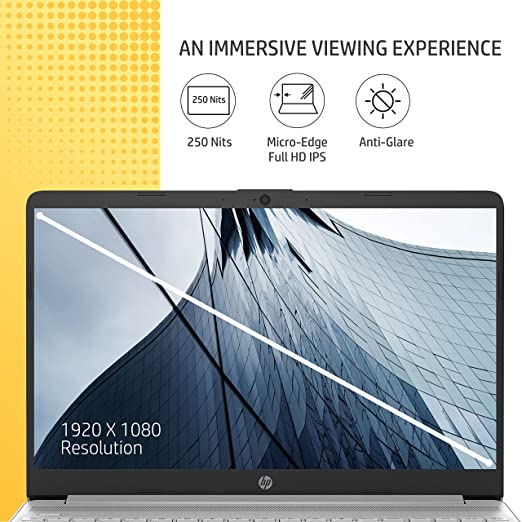 AN IMMERSIVE VIEWING EXPERIENCE
250 Nits
250 Nits
Micro-Edge
Full HD IPS
Anti-Glare
1920 X 1080
Resolution
hp